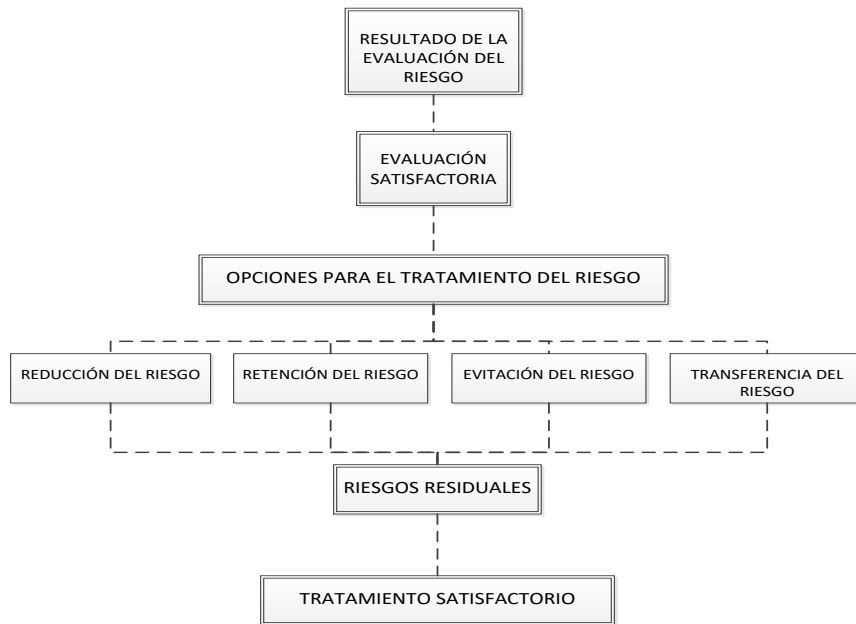 RESULTADO DE LA
EVALUACIÓN DEL
RIESGO
EVALUACIÓN
SATISFACTORIA
OPCIONES PARA EL TRATAMIENTO DEL RIESGO
REDUCCIÓN DEL RIESGO
RETENCIÓN DEL RIESGO
EVITACIÓN DEL RIESGO
TRANSFERENCIA DEL
RIESGO
RIESGOS RESIDUALES
TRATAMIENTO SATISFACTORIO